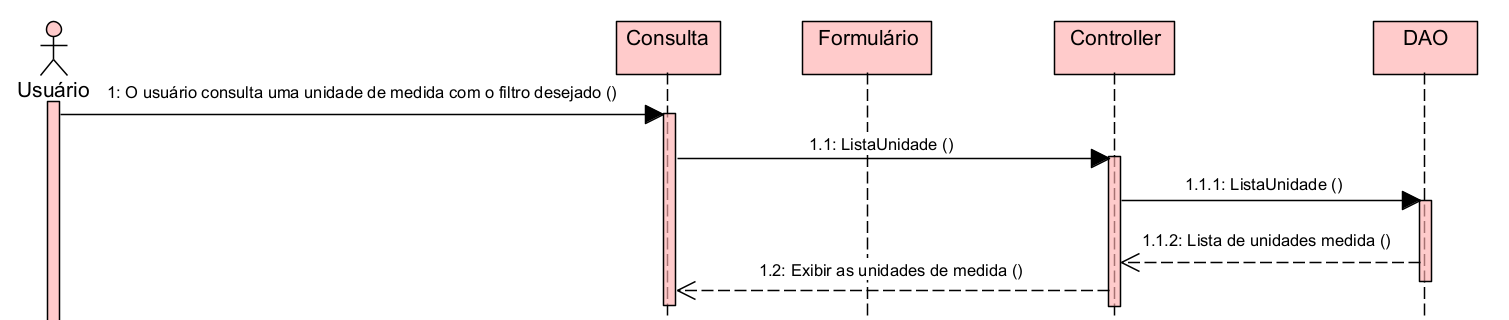 Usuário
Consulta
Formulário
Controller
DAO
1: O usuário consulta uma unidade de medida com o filtro desejado ()
1.1: ListaUnidade ()
1.1.1: ListaUnidade ()
1.1.2: Lista de unidades medida ()
1.2: Exibir as unidades de medida ()